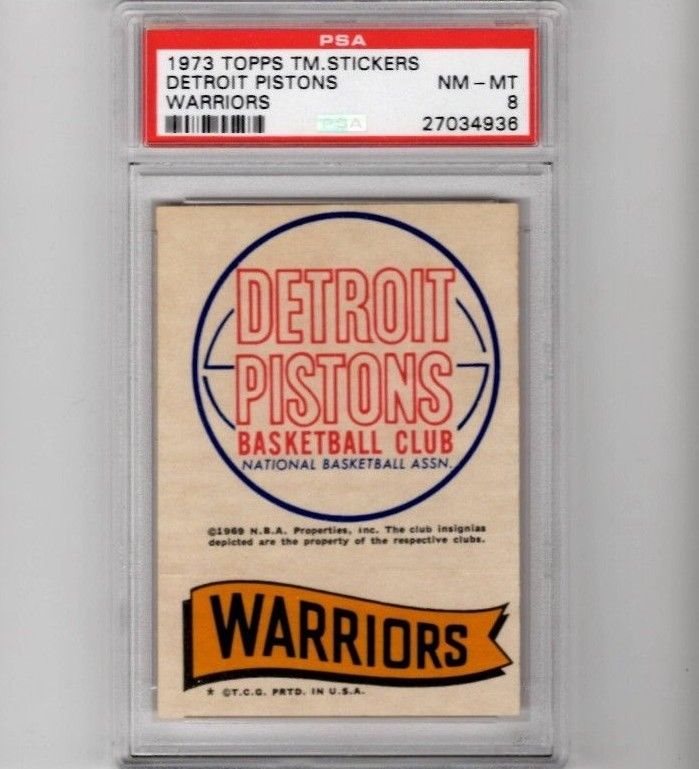 PSA
1973 TOPPS TM.STICKERS
DETROIT PISTONS NM-MT
WARRIORS 8
PSA 27034936
DETROIT
PISTONS
BASKETBALL CLUB
NATIONAL BASKETBALL ASSN.
©1969 N.B.A. Properties, Inc. The club insignias
depicted are the property of the respective clubs.
WARRIORS
* ©T.C.G. PRTD. IN U.S.A.